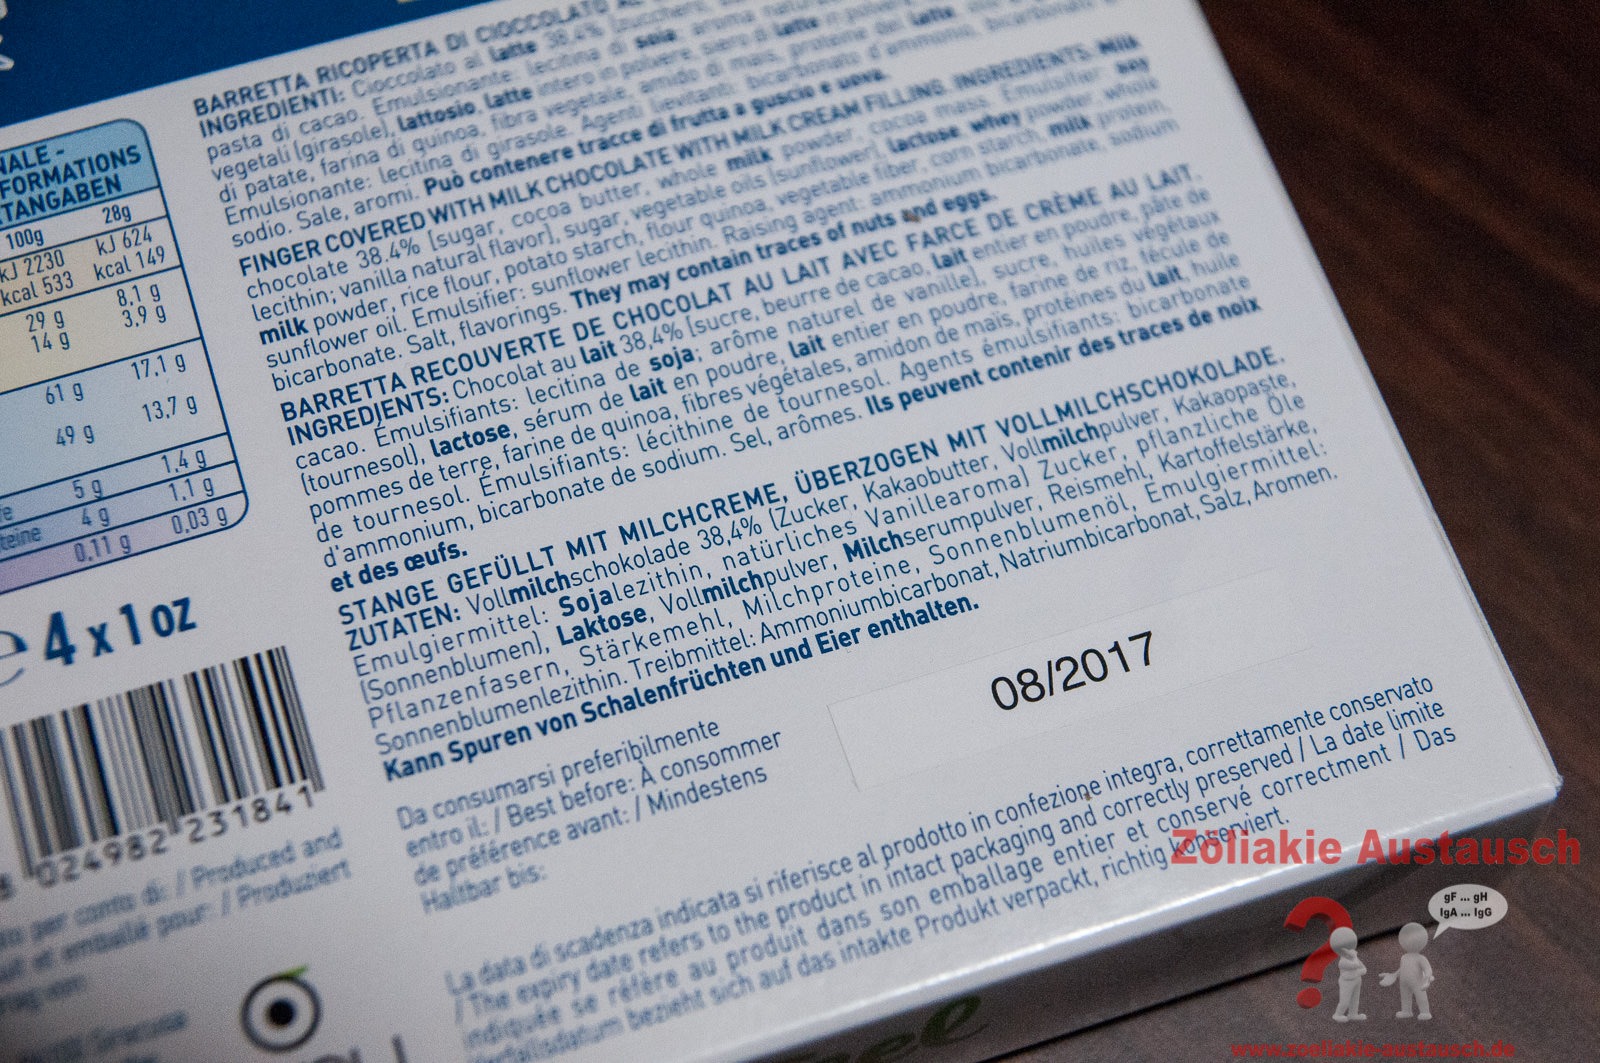 BARRETTA RICOPERTA DI CIOCCOLATO AL
INGREDIENTI: Cioccolato al latte 38.4% [zucchero,
pasta di cacao. Emulsionante: lecitina di soia; aroma
vegetali (girasole), lattosio, latte intero in polvere, siero di latte in polvere,
di patate, farina di quinoa, fibra vegetale, amido di mais, proteine del latte,
Emulsionante: lecitina di girasole. Agenti lievitanti: bicarbonato d'ammonio, bicarbonato
sodio. Sale, aromi. Può contenere tracce di frutta a guscio e uova.
FINGER COVERED WITH MILK CHOCOLATE WITH MILK CREAM FILLING. INGREDIENTS: Milk
chocolate 38.4% [sugar, cocoa butter, whole milk powder, cocoa mass. Emulsifier: soy
lecithin; vanilla natural flavor], sugar, vegetable oils (sunflower), lactose, whey powder, whole
milk powder, rice flour, potato starch, flour quinoa, vegetable fiber, corn starch, milk protein,
sunflower oil. Emulsifier: sunflower lecithin. Raising agent: ammonium bicarbonate, sodium
bicarbonate. Salt, flavorings. They may contain traces of nuts and eggs.
BARRETTA RECOUVERTE DE CHOCOLAT AU LAIT AVEC FARCE DE CRÈME AU LAIT.
INGREDJENTS: Chocolat au lait 38,4% [sucre, beurre de cacao, lait entier en poudre, pâte de
cacao. Émulsifiants: lecitina de soja; arôme naturel de vanille], sucre, huiles végétaux
(tournesol), lactose, sérum de lait en poudre, lait entier en poudre, farine de riz, fécule de
pommes de terre, farine de quinoa, fibres végétales, amidon de maïs, protéines du lait, huile
de tournesol. Émulsifiants: lécithine de tournesol. Agents émulsifiants: bicarbonate
d'ammonium, bicarbonate de sodium. Sel, arômes. Ils peuvent contenir des traces de noix
et des œufs.
STANGE GEFÜLLT MIT MILCHCREME, ÜBERZOGEN MIT VOLLMILCHSCHOKOLADE.
ZUTATEN: Vollmilchschokolade 38,4% [Zucker, Kakaobutter, Vollmilchpulver, Kakaopaste,
Emulgiermittel: Sojalezithin, natürliches Vanillearoma) Zucker, pflanzliche Öle
(Sonnenblumen), Laktose, Vollmilchpulver, Milchserumpulver, Reismehl, Kartoffelstärke,
Pflanzenfasern, Stärkemehl, Milchproteine, Sonnenblumenöl, Emulgiermittel:
Sonnenblumenlezithin. Treibmittel: Ammoniumbicarbonat, Natriumbicarbonat, Salz, Aromen.
Kann Spuren von Schalenfrüchten und Eier enthalten.
NALE -
FORMATIONS
TANGABEN
100g 28g
kJ 2230 kJ 624
kcal 533 kcal 149
29 g 8,1 g
14 g 3,9 g
61 g 17,1 g
49 g 13,7 g
5 g 1,4 g
teine 4 g 1,1 g
0,11 g 0,03 g
e 4 x 1 oz
8 024982 231841
per conto di: / Produced and
et emballé pour: / Produziert
Da consumarsi preferibilmente
entro il: / Best before: À consommer
de préférence avant: / Mindestens
Haltbar bis:
08/2017
La data di scadenza indicata si riferisce al prodotto in confezione integra, correttamente conservato
/ The expiry date refers to the product in intact packaging and correctly preserved / La date limite
indiquée se réfère au produit dans son emballage entier et conservé correctment / Das
erfallsdatum bezieht sich auf das intakte Produkt verpackt, richtig konserviert.
Zöliakie Austausch
gF ... gH
IgA ... IgG
www.zoeliakie-austausch.de